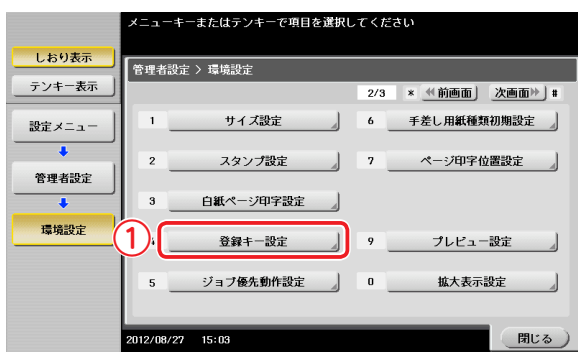 メニューキーまたはテンキーで項目を選択してください
しおり表示
テンキー表示
設定メニュー
管理者設定
環境設定
管理者設定 > 環境設定
2/3 * 前画面 次画面 #
1 サイズ設定 6 手差し用紙種類初期設定
2 スタンプ設定 7 ページ印字位置設定
3 白紙ページ印字設定
① 登録キー設定 9 プレビュー設定
5 ジョブ優先動作設定 0 拡大表示設定
2012/08/27 15:03 閉じる